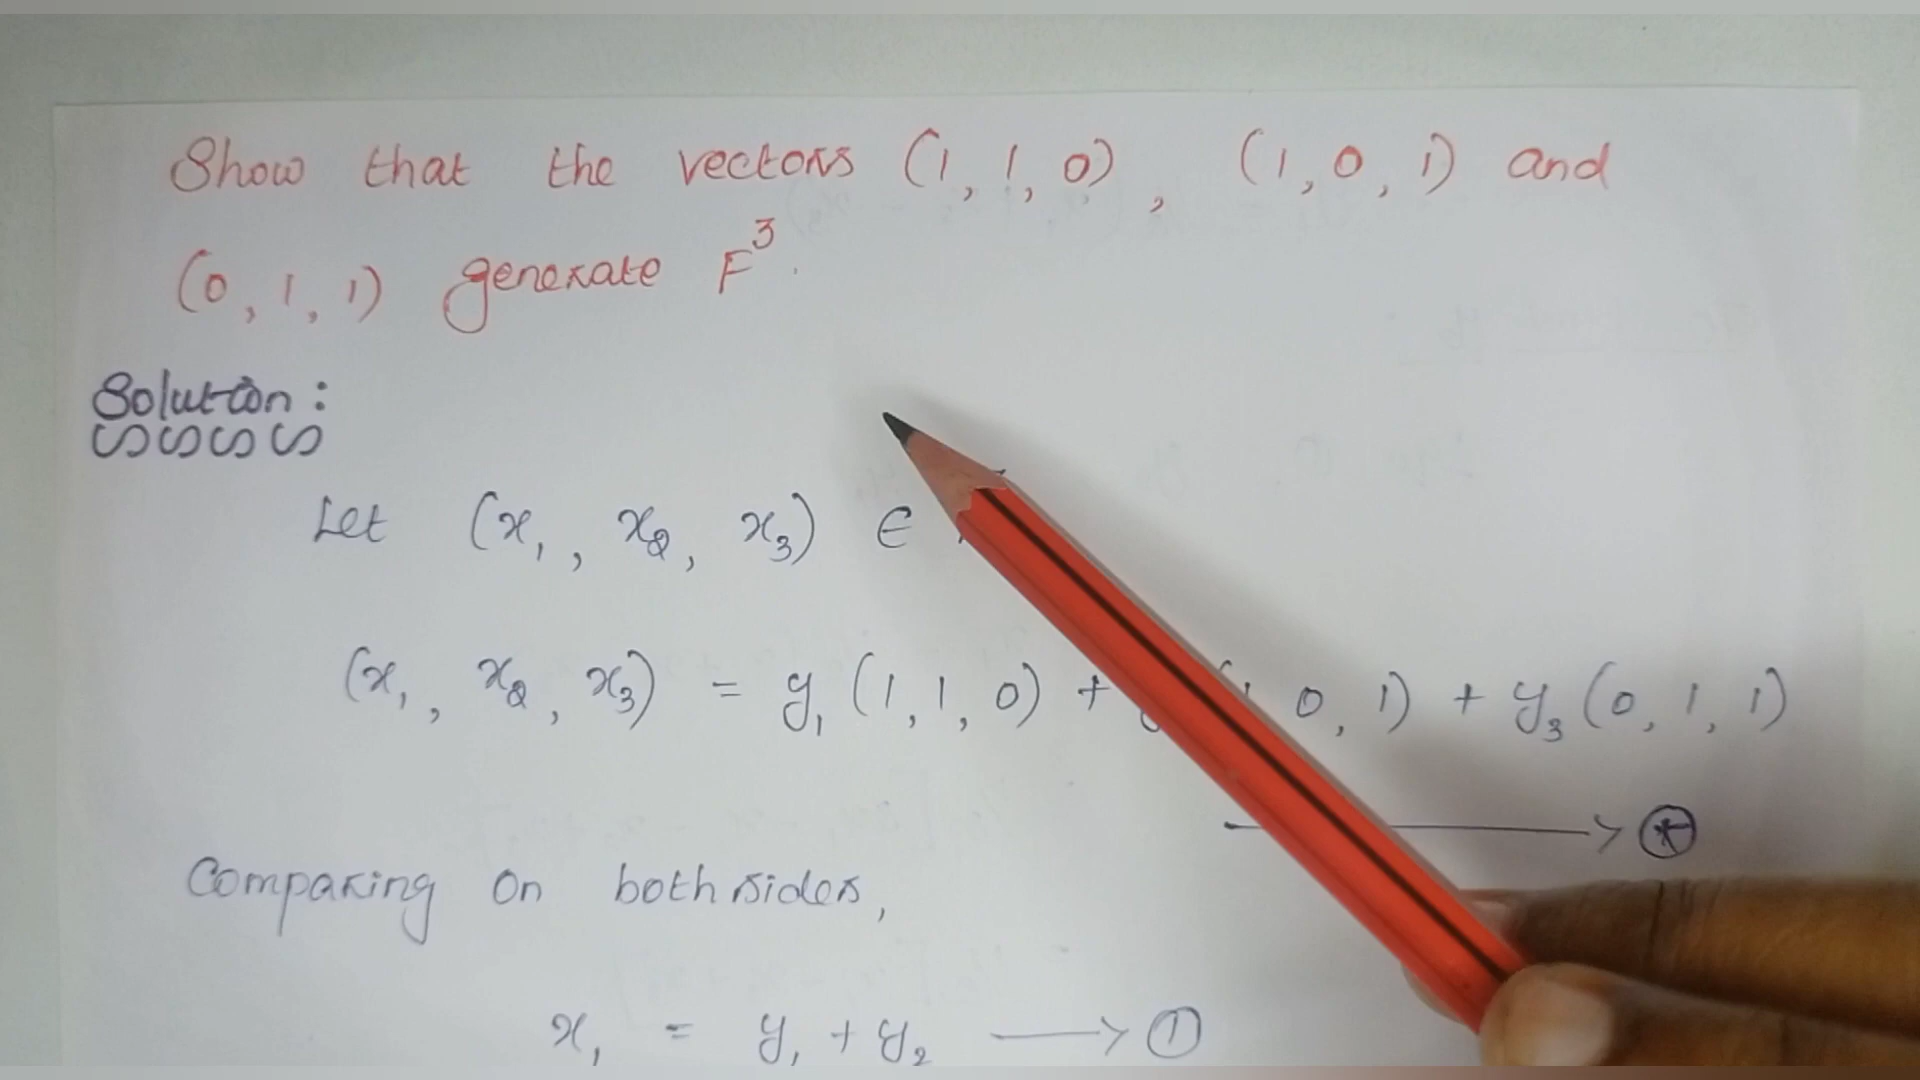 Show that the vectors (1, 1, 0), (1, 0, 1) and
(0, 1, 1) generate F³.
Solution:
Let (x₁, x₂, x₃) ∈
(x₁, x₂, x₃) = y₁(1, 1, 0) + 0, 1) + y₃(0, 1, 1)
⟶ ⊛
Comparing on both sides,
x₁ = y₁ + y₂ ⟶ ①